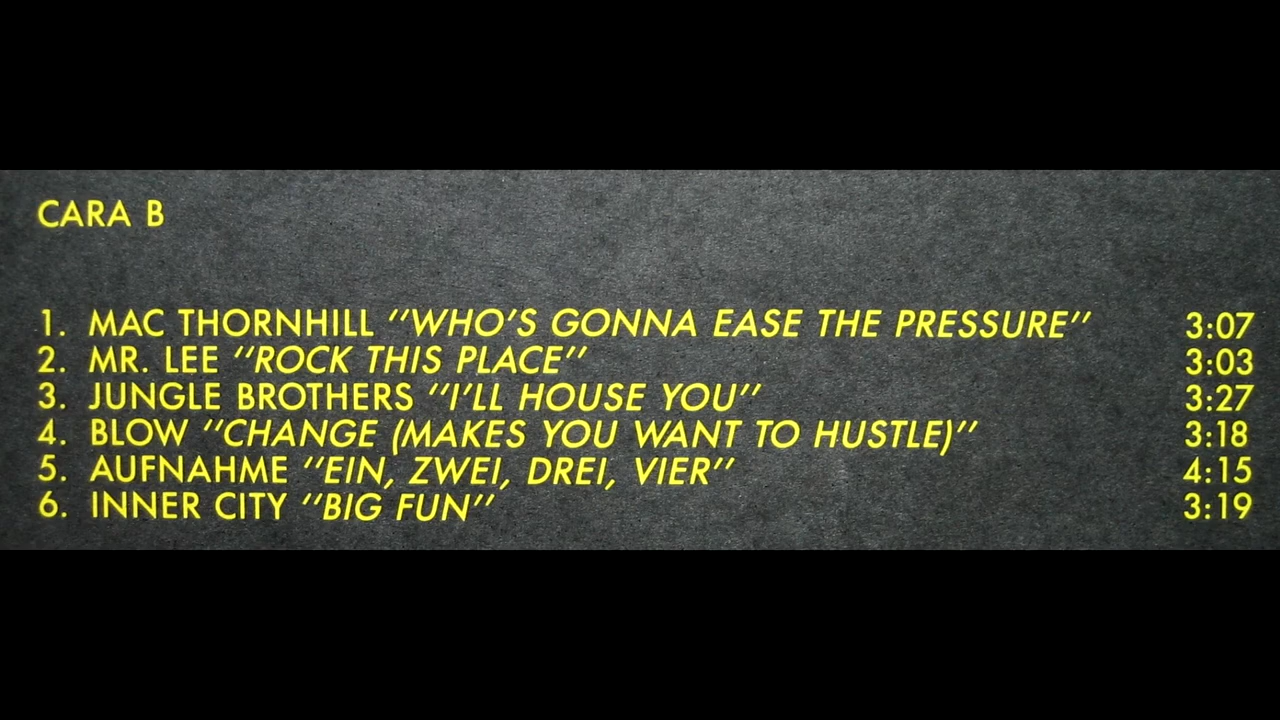 CARA B
1. MAC THORNHILL "WHO'S GONNA EASE THE PRESSURE" 3:07
2. MR. LEE "ROCK THIS PLACE" 3:03
3. JUNGLE BROTHERS "I'LL HOUSE YOU" 3:27
4. BLOW "CHANGE (MAKES YOU WANT TO HUSTLE)" 3:18
5. AUFNAHME "EIN, ZWEI, DREI, VIER" 4:15
6. INNER CITY "BIG FUN" 3:19